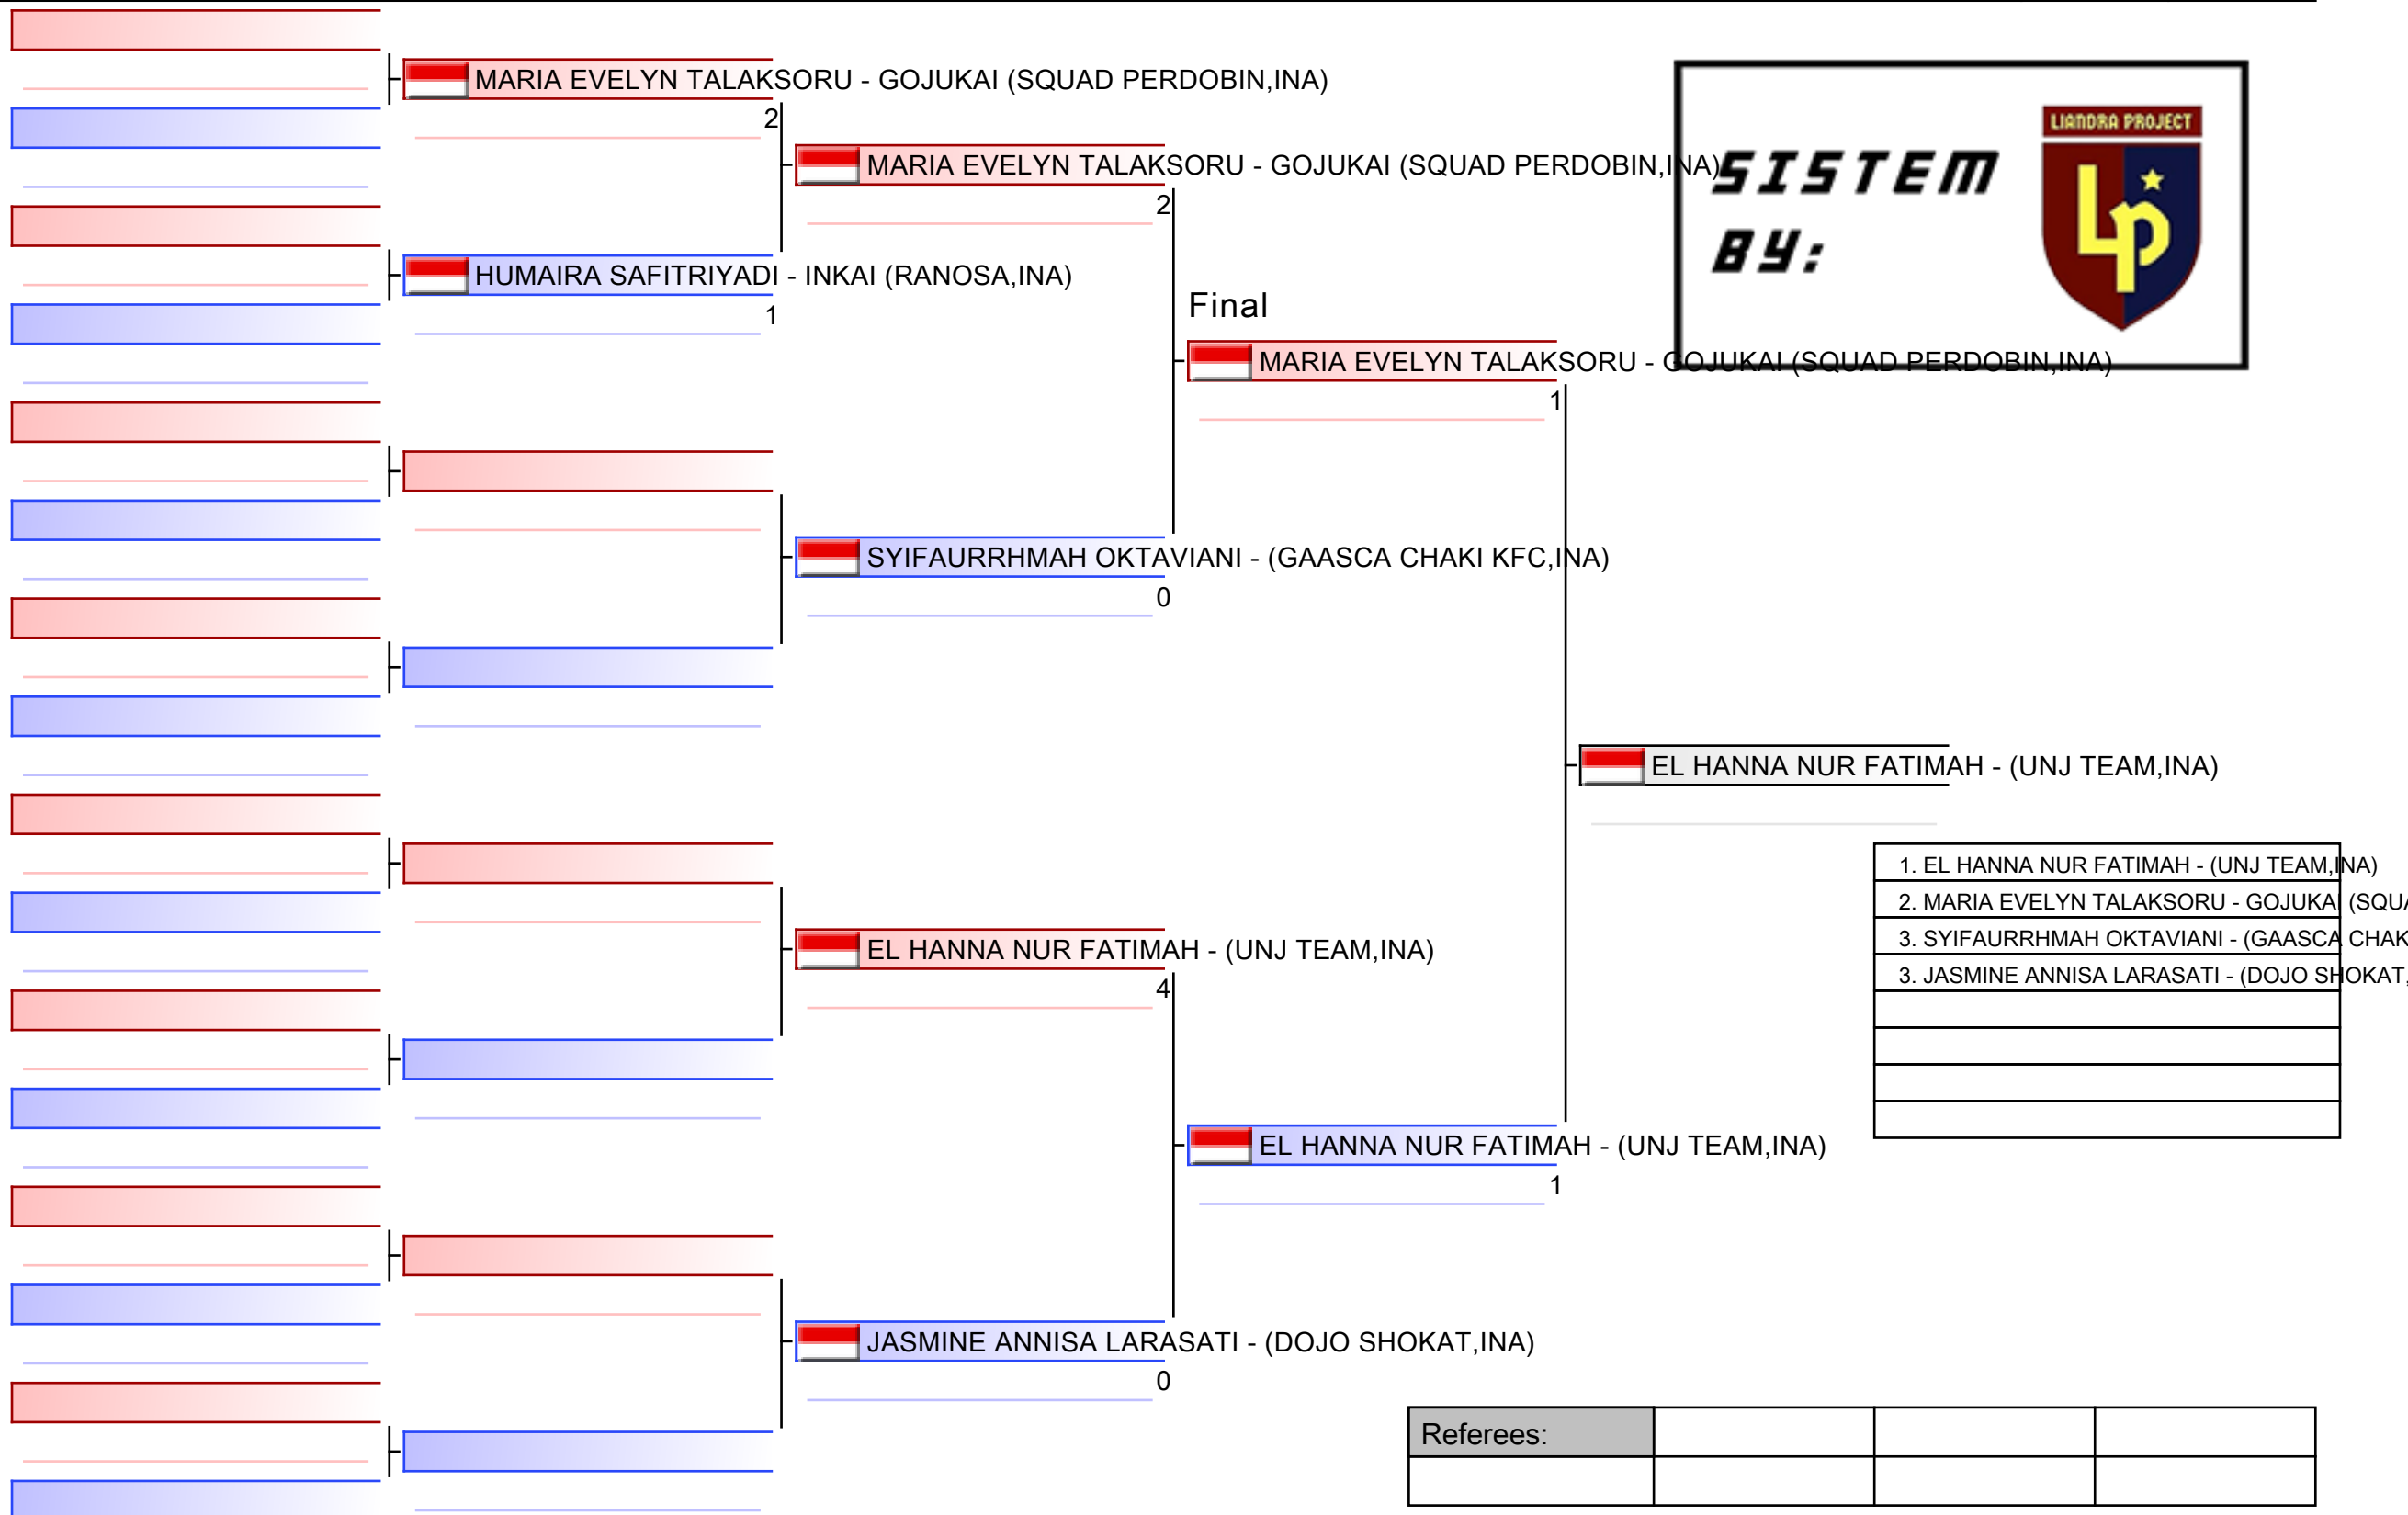 MARIA EVELYN TALAKSORU - GOJUKAI (SQUAD PERDOBIN,INA)
2
HUMAIRA SAFITRIYADI - INKAI (RANOSA,INA)
1
MARIA EVELYN TALAKSORU - GOJUKAI (SQUAD PERDOBIN,INA)
2
SYIFAURRHMAH OKTAVIANI - (GAASCA CHAKI KFC,INA)
0
EL HANNA NUR FATIMAH - (UNJ TEAM,INA)
4
JASMINE ANNISA LARASATI - (DOJO SHOKAT,INA)
0
Final
MARIA EVELYN TALAKSORU - GOJUKAI (SQUAD PERDOBIN,INA)
1
EL HANNA NUR FATIMAH - (UNJ TEAM,INA)
1
EL HANNA NUR FATIMAH - (UNJ TEAM,INA)
SISTEM
BY:
LIANDRA PROJECT
LP
1. EL HANNA NUR FATIMAH - (UNJ TEAM,INA)
2. MARIA EVELYN TALAKSORU - GOJUKAI (SQUA
3. SYIFAURRHMAH OKTAVIANI - (GAASCA CHAK
3. JASMINE ANNISA LARASATI - (DOJO SHOKAT,
Referees: